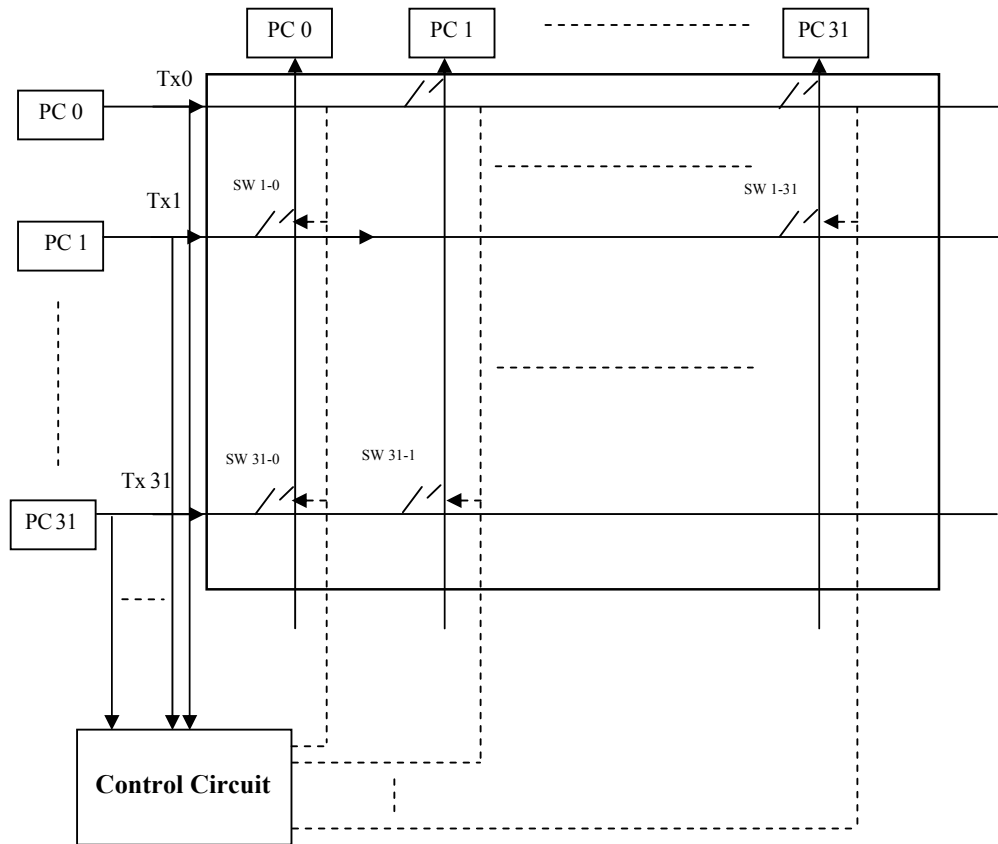 PC 0
PC 1
PC 31
Tx0
PC 0
SW 1-0
SW 1-31
Tx1
PC 1
SW 31-0
SW 31-1
Tx 31
PC 31
Control Circuit